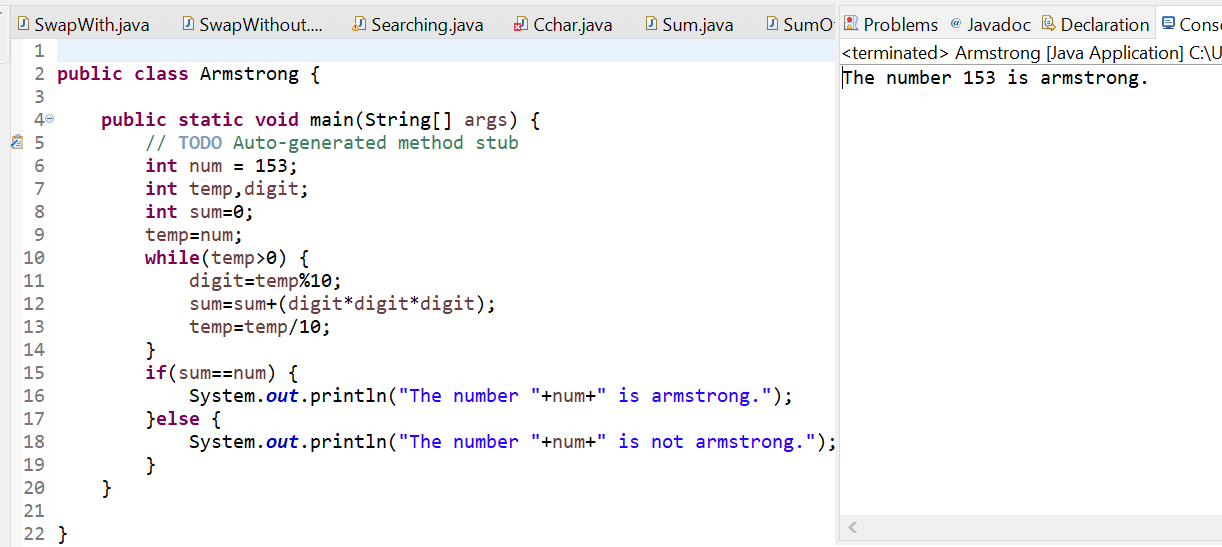 SwapWith.java SwapWithout.... Searching.java Cchar.java Sum.java
Problems @ Javadoc Declaration
<terminated> Armstrong [Java Application] C:\U
The number 153 is armstrong.
1
2 public class Armstrong {
3
4 public static void main(String[] args) {
5 // TODO Auto-generated method stub
6 int num = 153;
7 int temp,digit;
8 int sum=0;
9 temp=num;
10 while(temp>0) {
11 digit=temp%10;
12 sum=sum+(digit*digit*digit);
13 temp=temp/10;
14 }
15 if(sum==num) {
16 System.out.println("The number "+num+" is armstrong.");
17 }else {
18 System.out.println("The number "+num+" is not armstrong.");
19 }
20 }
21
22 }